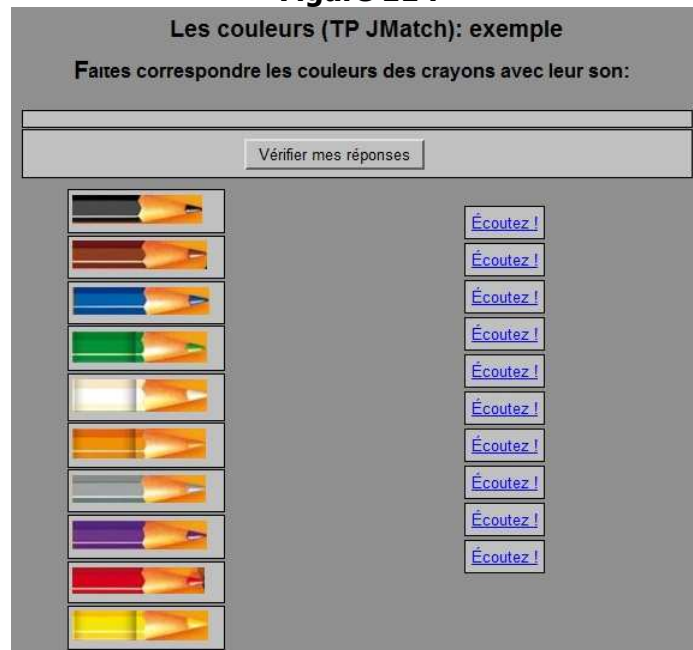 Les couleurs (TP JMatch): exemple
Faites correspondre les couleurs des crayons avec leur son:
Vérifier mes réponses
Écoutez !
Écoutez !
Écoutez !
Écoutez !
Écoutez !
Écoutez !
Écoutez !
Écoutez !
Écoutez !
Écoutez !